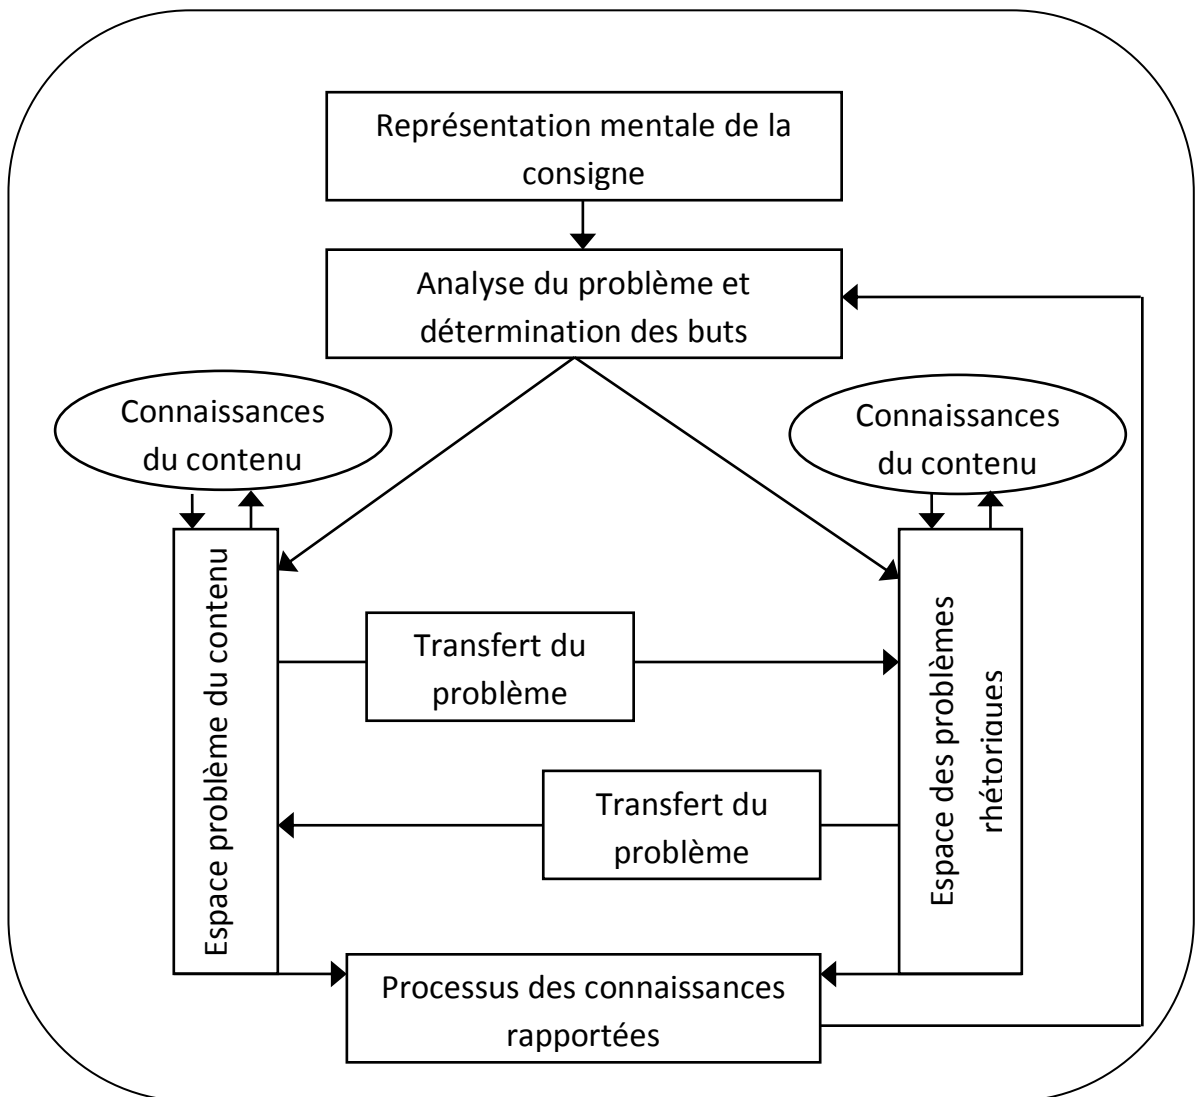 Représentation mentale de la
consigne
Analyse du problème et
détermination des buts
Connaissances
du contenu
Connaissances
du contenu
Espace problème du contenu
Transfert du
problème
Transfert du
problème
Espace des problèmes
rhétoriques
Processus des connaissances
rapportées